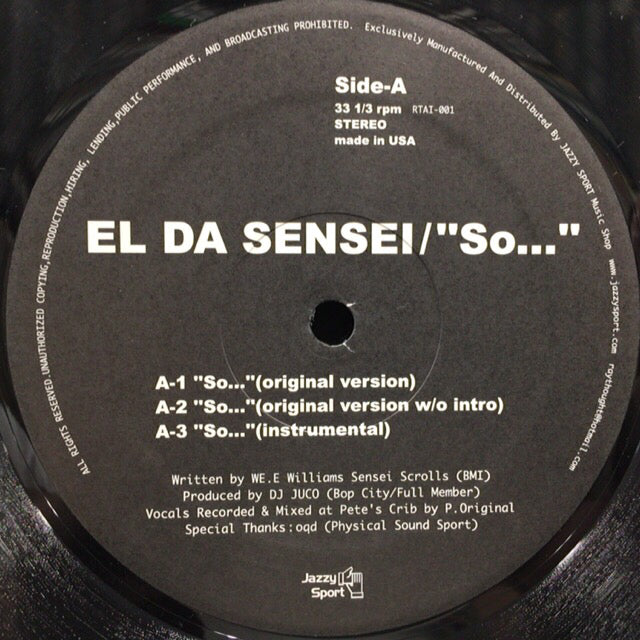 ALL RIGHTS RESERVED.UNAUTHORIZED COPYING,REPRODUCTION,HIRING, LENDING,PUBLIC PERFORMANCE, AND BROADCASTING PROHIBITED. Exclusively Manufactured And Distributed By JAZZY SPORT Music Shop www.jazzysport.com roythought@hotmail.com
Side-A
33 1/3 rpm RTAI-001
STEREO
made in USA
EL DA SENSEI/"So..."
A-1 "So..."(original version)
A-2 "So..."(original version w/o intro)
A-3 "So..."(instrumental)
Written by WE.E Williams Sensei Scrolls (BMI)
Produced by DJ JUCO (Bop City/Full Member)
Vocals Recorded & Mixed at Pete's Crib by P.Original
Special Thanks:oqd (Physical Sound Sport)
Jazzy
Sport